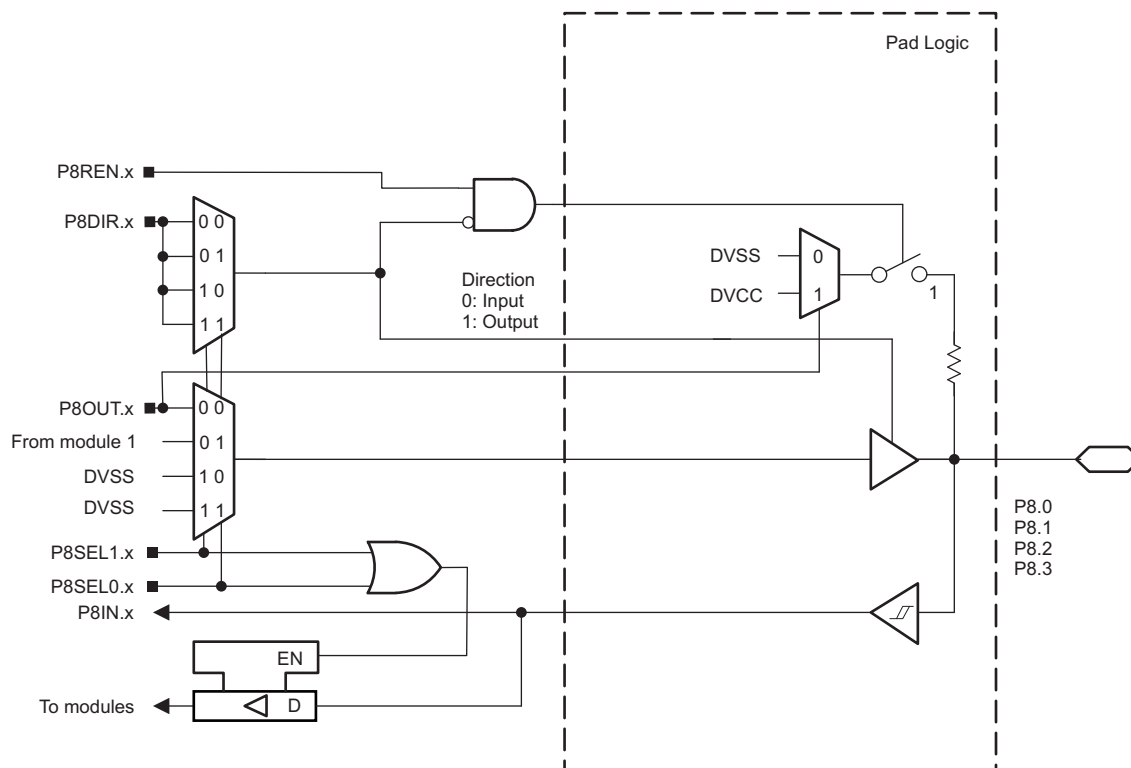 Pad Logic
P8REN.x
P8DIR.x
0 0
0 1
1 0
1 1
Direction
0: Input
1: Output
DVSS
0
DVCC
1
1
P8OUT.x
0 0
From module 1
0 1
DVSS
1 0
DVSS
1 1
P8SEL1.x
P8SEL0.x
P8IN.x
P8.0
P8.1
P8.2
P8.3
EN
To modules
D